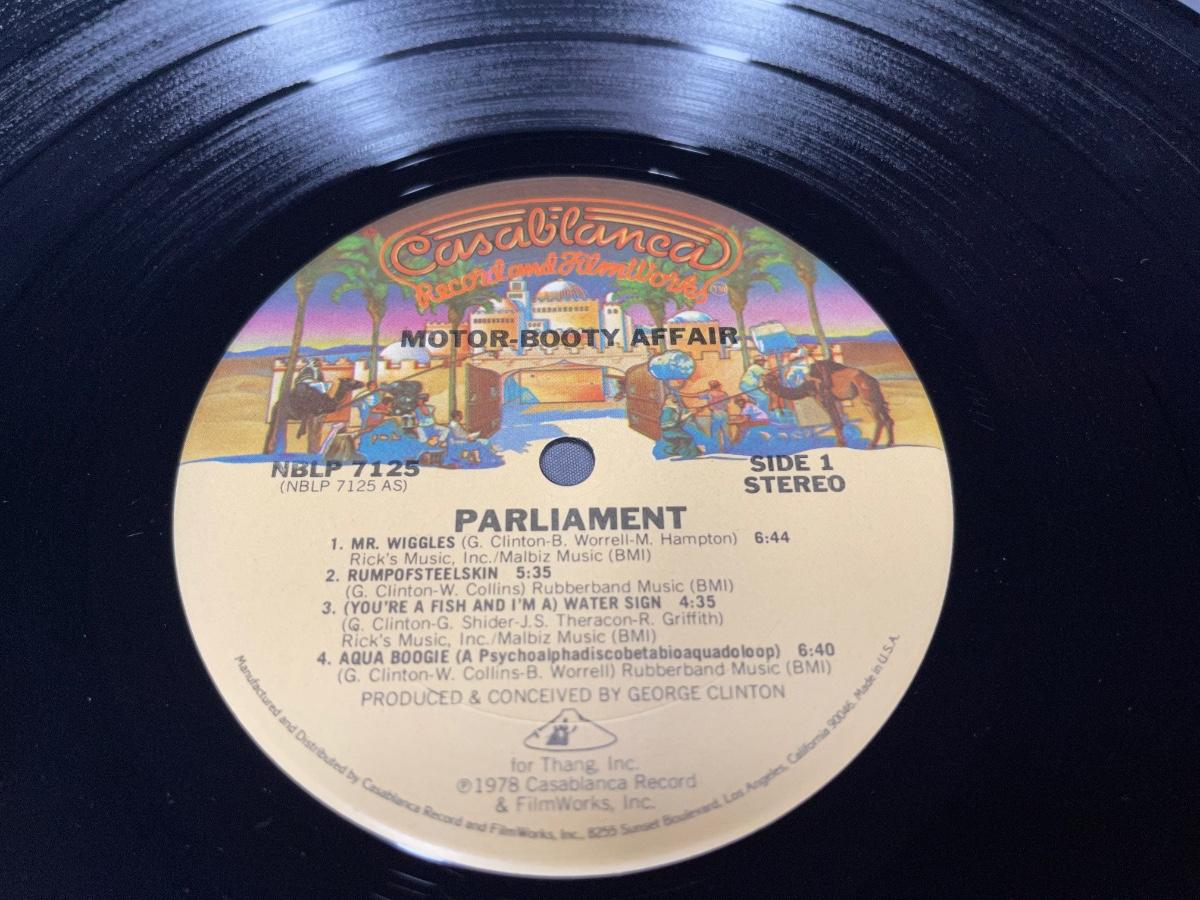 Casablanca
Record and FilmWorks TM
MOTOR-BOOTY AFFAIR
NBLP 7125
(NBLP 7125 AS)
SIDE 1
STEREO
PARLIAMENT
1. MR. WIGGLES (G. Clinton-B. Worrell-M. Hampton) 6:44
Rick's Music, Inc./Malbiz Music (BMI)
2. RUMPOFSTEELSKIN 5:35
(G. Clinton-W. Collins) Rubberband Music (BMI)
3. (YOU'RE A FISH AND I'M A) WATER SIGN 4:35
(G. Clinton-G. Shider-J.S. Theracon-R. Griffith)
Rick's Music, Inc./Malbiz Music (BMI)
4. AQUA BOOGIE (A Psychoalphadiscobetabioaquadoloop) 6:40
(G. Clinton-W. Collins-B. Worrell) Rubberband Music (BMI)
PRODUCED & CONCEIVED BY GEORGE CLINTON
for Thang, Inc.
℗1978 Casablanca Record
& FilmWorks, Inc.
Manufactured and Distributed by Casablanca Record and FilmWorks, Inc., 8255 Sunset Boulevard, Los Angeles, California 90046. Made in U.S.A.